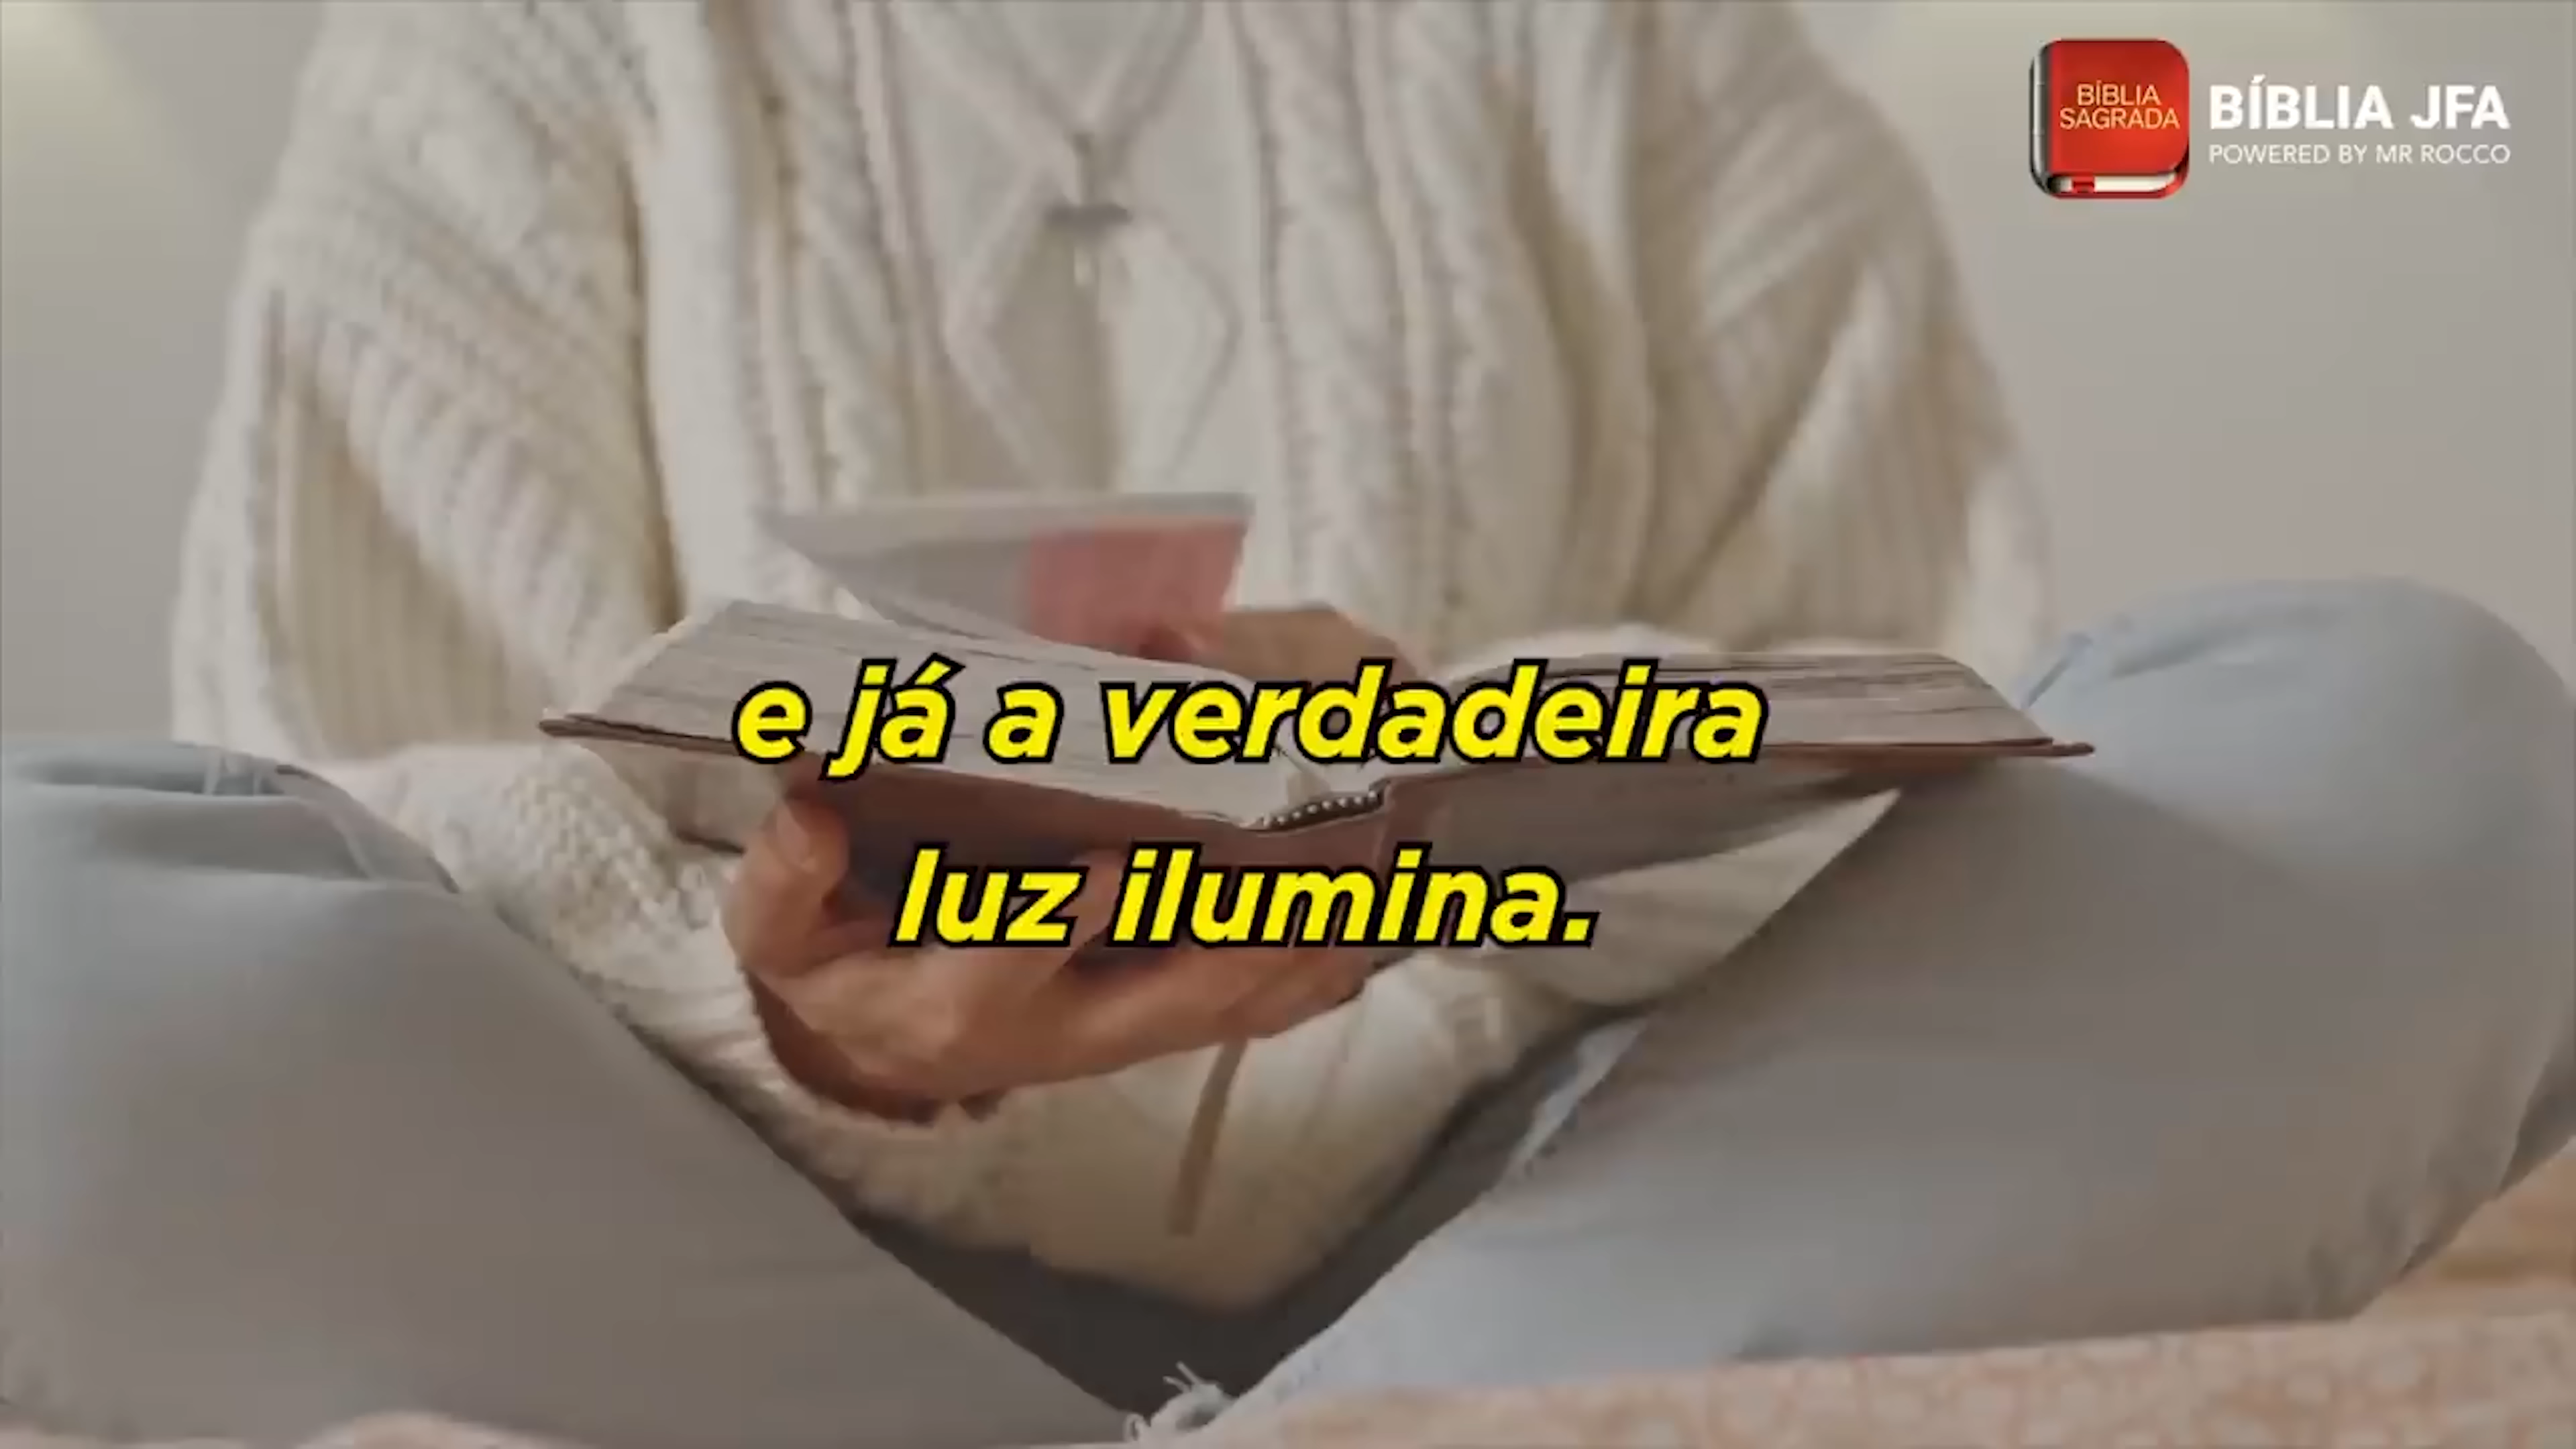 BÍBLIA
SAGRADA
BÍBLIA JFA
POWERED BY MR ROCCO
e já a verdadeira
luz ilumina.